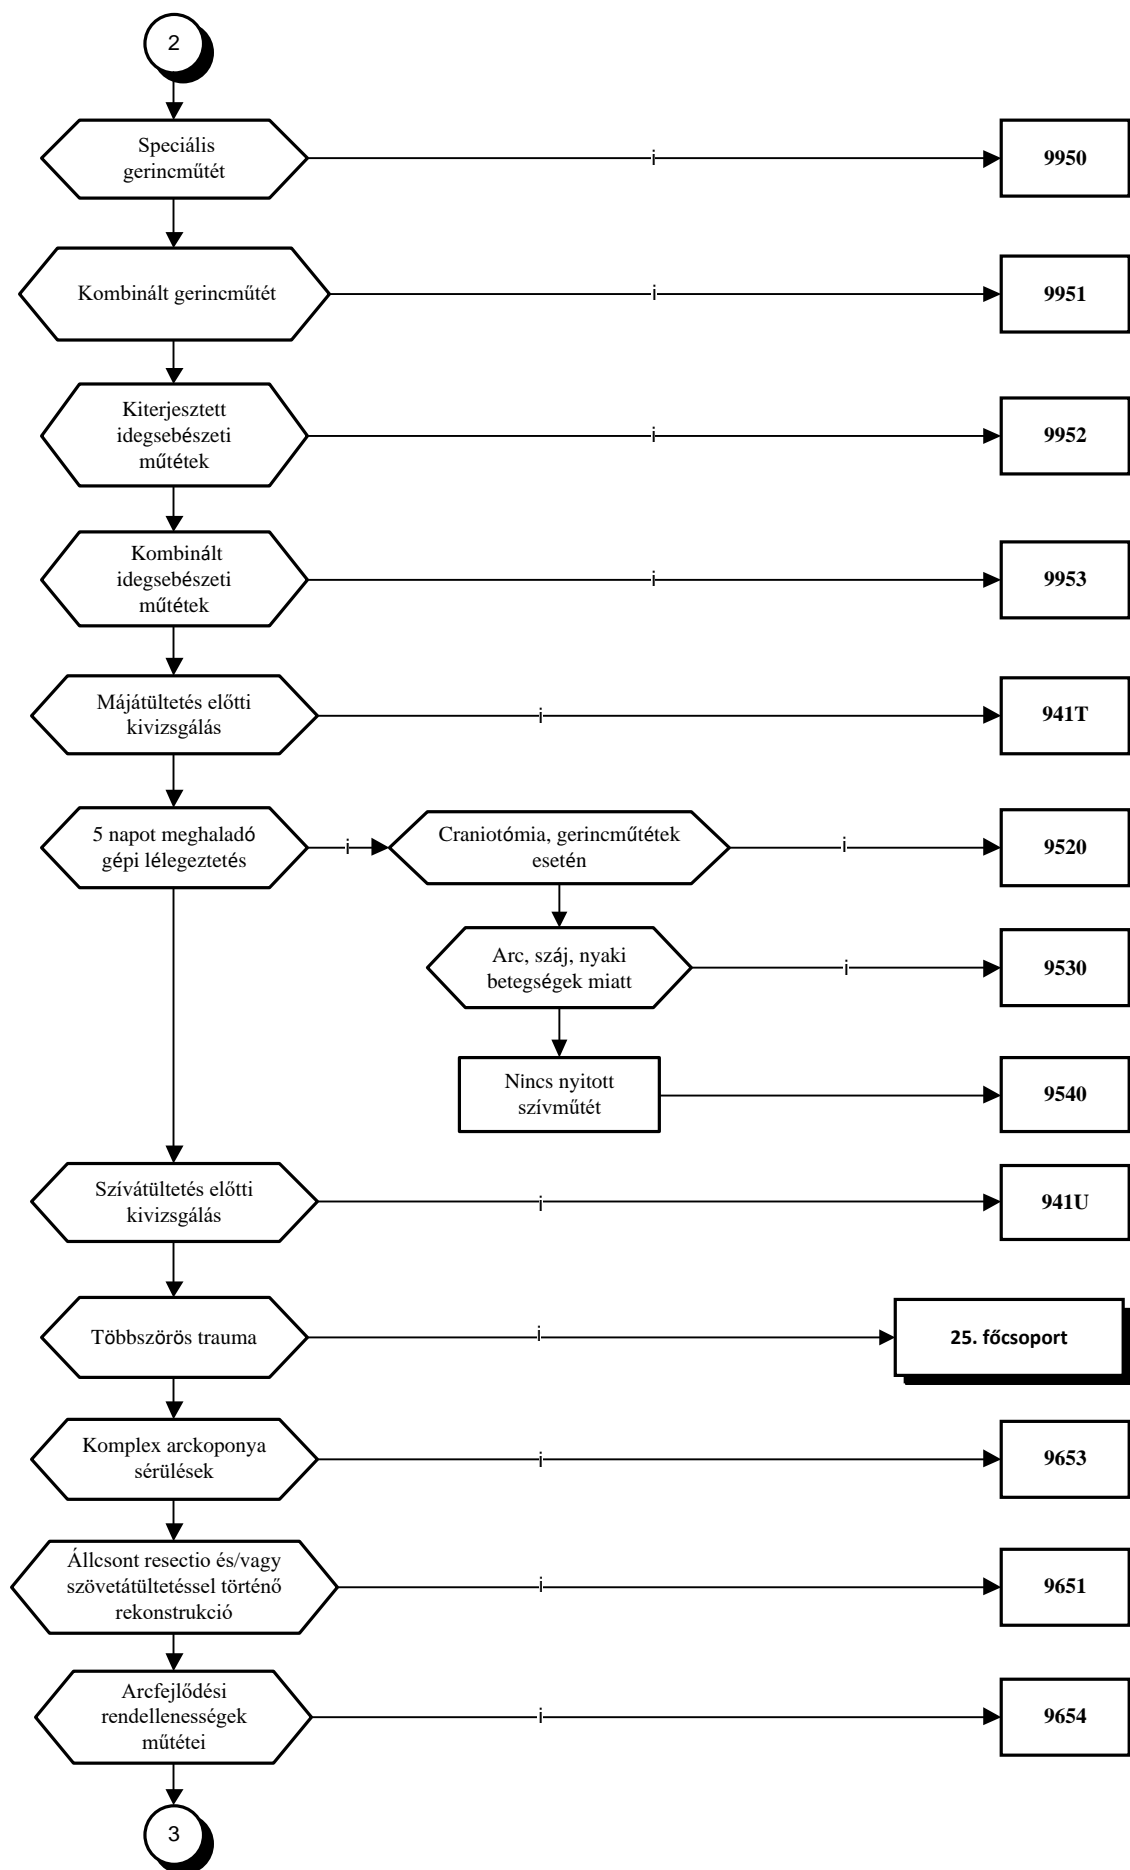 2
Speciális
gerincműtét
i
9950
Kombinált gerincműtét
i
9951
Kiterjesztett
idegsebészeti
műtétek
i
9952
Kombinált
idegsebészeti
műtétek
i
9953
Májátültetés előtti
kivizsgálás
i
941T
5 napot meghaladó
gépi lélegeztetés
i
Craniotómia, gerincműtétek
esetén
i
9520
Arc, száj, nyaki
betegségek miatt
i
9530
Nincs nyitott
szívműtét
9540
Szívátültetés előtti
kivizsgálás
i
941U
Többszörös trauma
i
25. főcsoport
Komplex arckoponya
sérülések
i
9653
Állcsont resectio és/vagy
szövetátültetéssel történő
rekonstrukció
i
9651
Arcfejlődési
rendellenességek
műtétei
i
9654
3